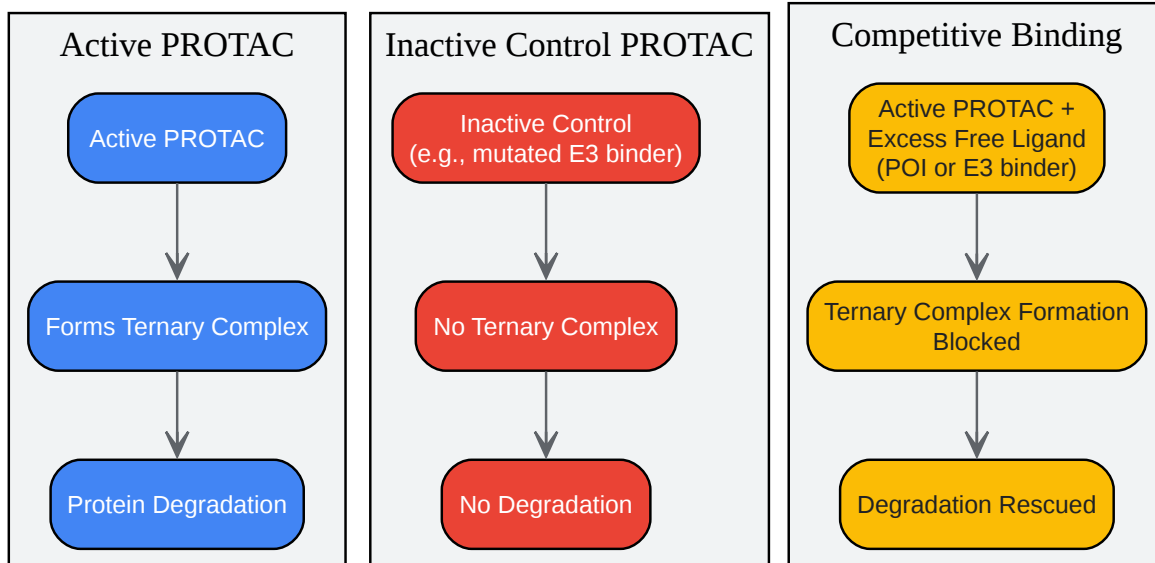 Active PROTAC
Active PROTAC
Forms Ternary Complex
Protein Degradation
Inactive Control PROTAC
Inactive Control
(e.g., mutated E3 binder)
No Ternary Complex
No Degradation
Competitive Binding
Active PROTAC +
Excess Free Ligand
(POI or E3 binder)
Ternary Complex Formation
Blocked
Degradation Rescued